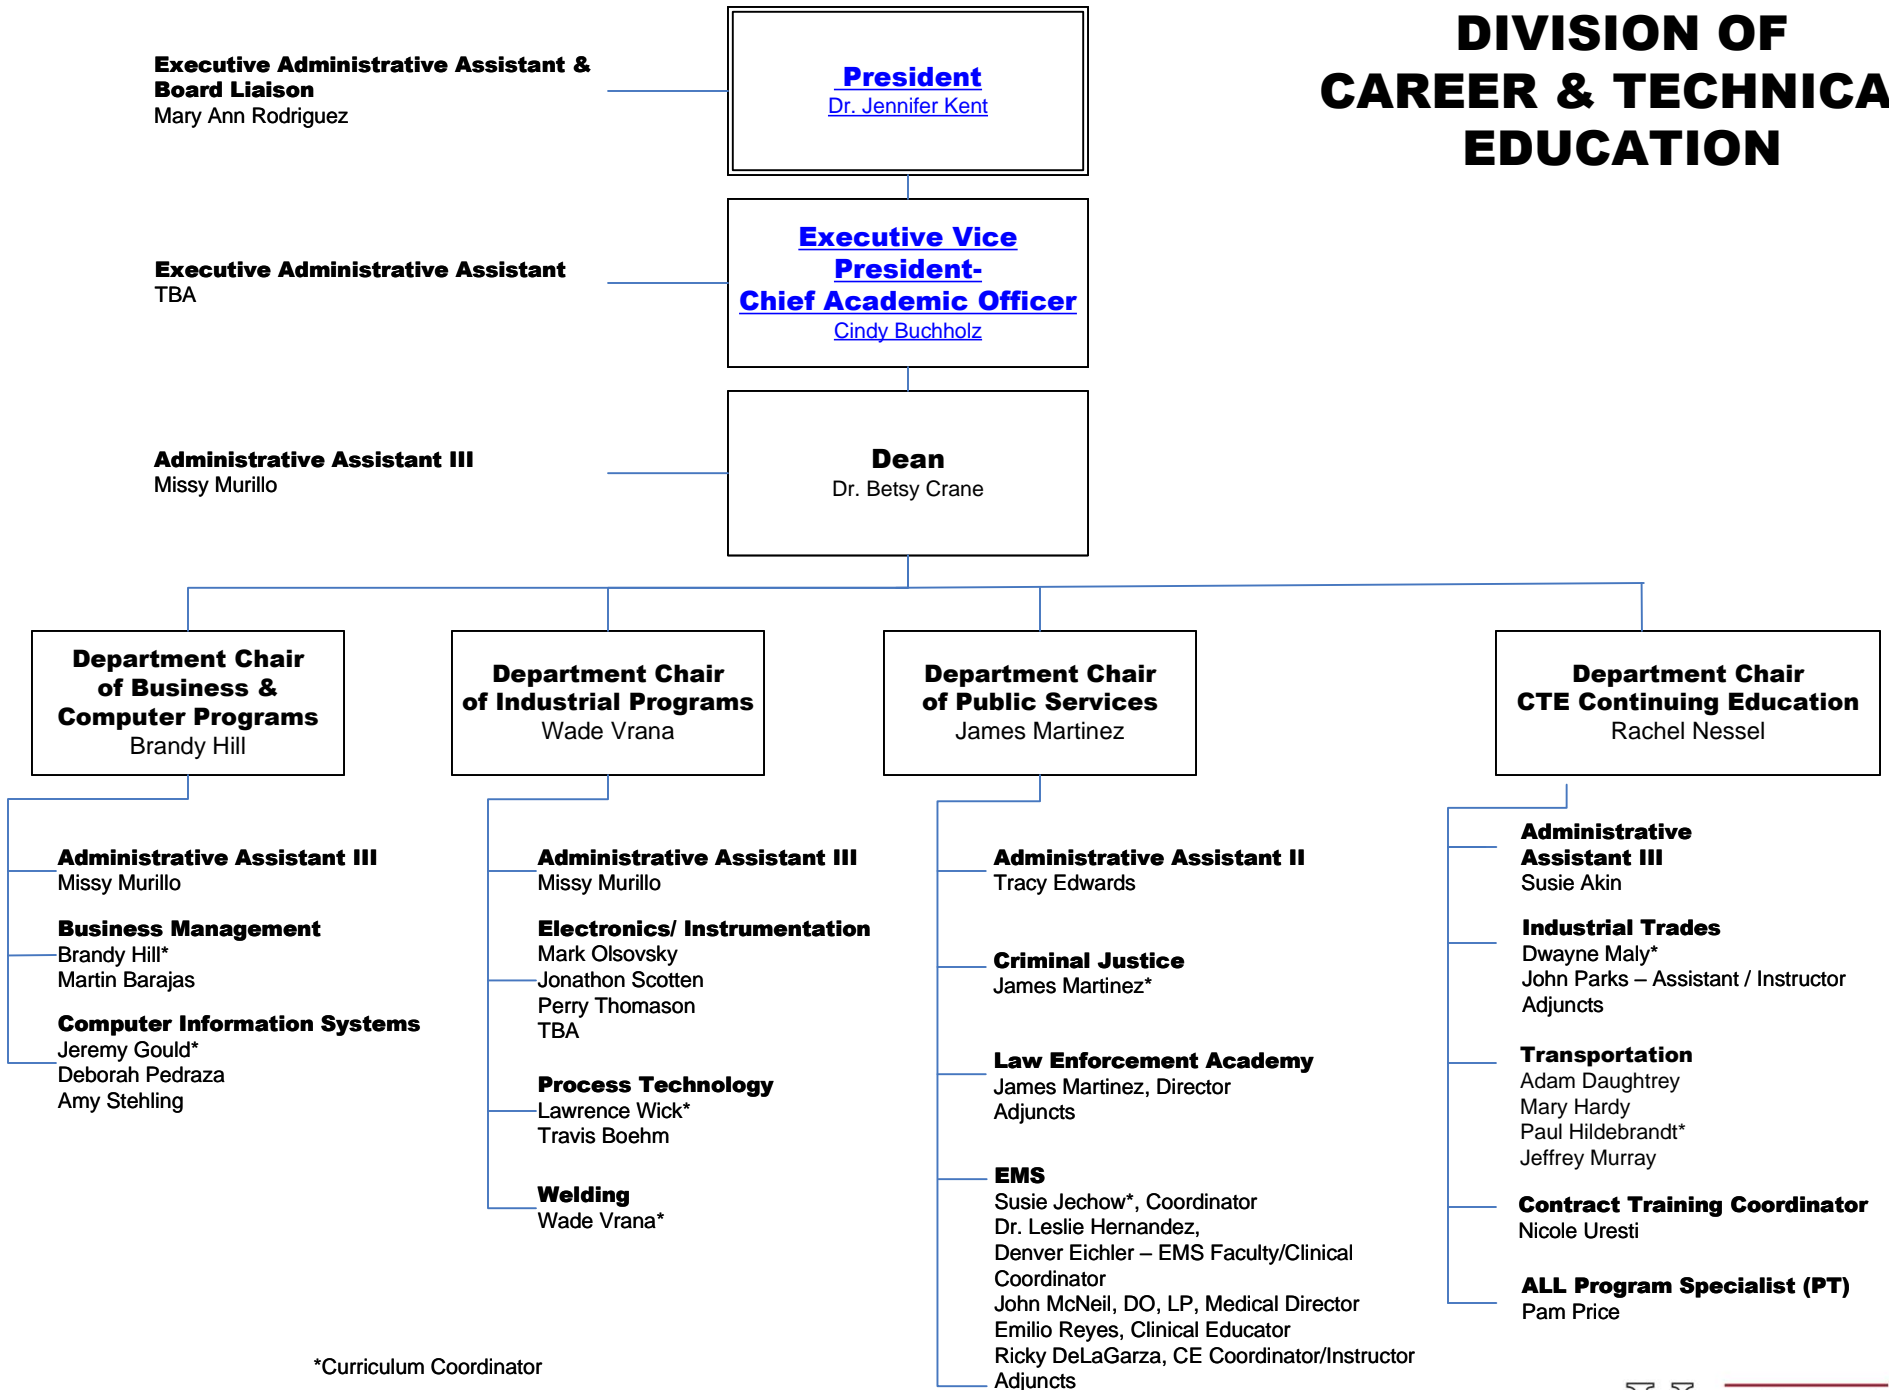 DIVISION OF
CAREER & TECHNICA
EDUCATION
Executive Administrative Assistant &
Board Liaison
Mary Ann Rodriguez
President
Dr. Jennifer Kent
Executive Administrative Assistant
TBA
Executive Vice
President-
Chief Academic Officer
Cindy Buchholz
Administrative Assistant III
Missy Murillo
Dean
Dr. Betsy Crane
Department Chair
of Business &
Computer Programs
Brandy Hill
Administrative Assistant III
Missy Murillo
Business Management
Brandy Hill*
Martin Barajas
Computer Information Systems
Jeremy Gould*
Deborah Pedraza
Amy Stehling
Department Chair
of Industrial Programs
Wade Vrana
Administrative Assistant III
Missy Murillo
Electronics/ Instrumentation
Mark Olsovsky
Jonathon Scotten
Perry Thomason
TBA
Process Technology
Lawrence Wick*
Travis Boehm
Welding
Wade Vrana*
Department Chair
of Public Services
James Martinez
Administrative Assistant II
Tracy Edwards
Criminal Justice
James Martinez*
Law Enforcement Academy
James Martinez, Director
Adjuncts
EMS
Susie Jechow*, Coordinator
Dr. Leslie Hernandez,
Denver Eichler – EMS Faculty/Clinical
Coordinator
John McNeil, DO, LP, Medical Director
Emilio Reyes, Clinical Educator
Ricky DeLaGarza, CE Coordinator/Instructor
Adjuncts
Department Chair
CTE Continuing Education
Rachel Nessel
Administrative
Assistant III
Susie Akin
Industrial Trades
Dwayne Maly*
John Parks – Assistant / Instructor
Adjuncts
Transportation
Adam Daughtrey
Mary Hardy
Paul Hildebrandt*
Jeffrey Murray
Contract Training Coordinator
Nicole Uresti
ALL Program Specialist (PT)
Pam Price
*Curriculum Coordinator